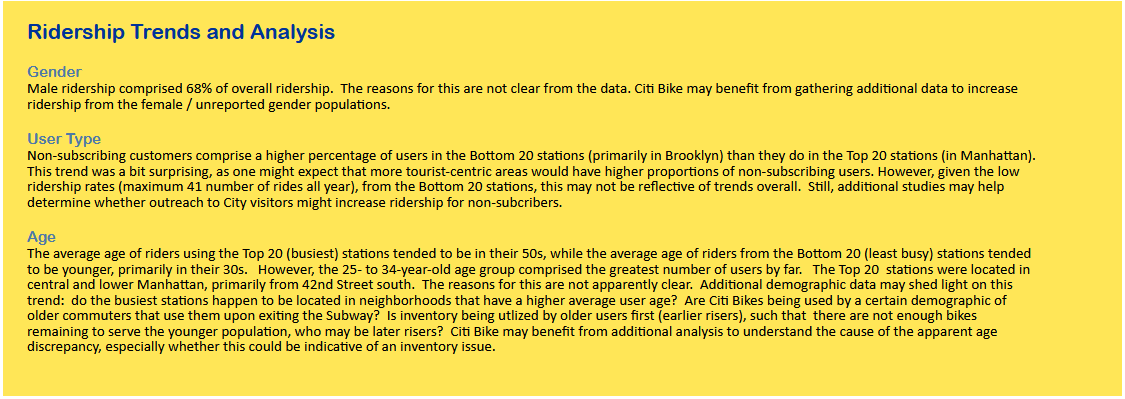 Ridership Trends and Analysis
Gender
Male ridership comprised 68% of overall ridership.  The reasons for this are not clear from the data. Citi Bike may benefit from gathering additional data to increase
ridership from the female / unreported gender populations.
User Type
Non-subscribing customers comprise a higher percentage of users in the Bottom 20 stations (primarily in Brooklyn) than they do in the Top 20 stations (in Manhattan).
This trend was a bit surprising, as one might expect that more tourist-centric areas would have higher proportions of non-subscribing users. However, given the low
ridership rates (maximum 41 number of rides all year), from the Bottom 20 stations, this may not be reflective of trends overall.  Still, additional studies may help
determine whether outreach to City visitors might increase ridership for non-subcribers.
Age
The average age of riders using the Top 20 (busiest) stations tended to be in their 50s, while the average age of riders from the Bottom 20 (least busy) stations tended
to be younger, primarily in their 30s.   However, the 25- to 34-year-old age group comprised the greatest number of users by far.   The Top 20  stations were located in
central and lower Manhattan, primarily from 42nd Street south.  The reasons for this are not apparently clear.  Additional demographic data may shed light on this
trend:  do the busiest stations happen to be located in neighborhoods that have a higher average user age?  Are Citi Bikes being used by a certain demographic of
older commuters that use them upon exiting the Subway?  Is inventory being utlized by older users first (earlier risers), such that  there are not enough bikes
remaining to serve the younger population, who may be later risers?  Citi Bike may benefit from additional analysis to understand the cause of the apparent age
discrepancy, especially whether this could be indicative of an inventory issue.